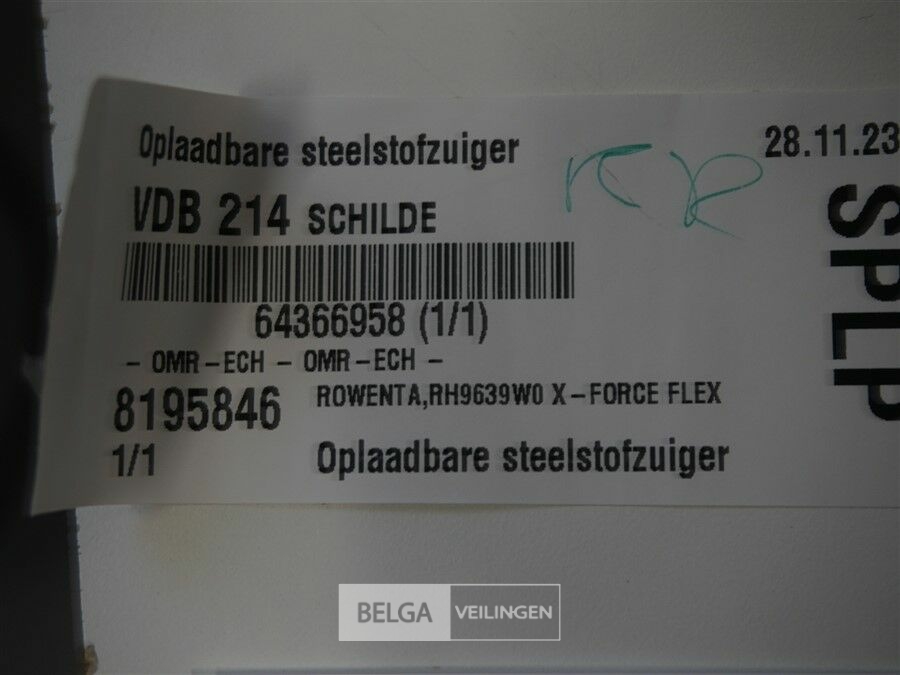 Oplaadbare steelstofzuiger
28.11.23
VDB 214 SCHILDE
SPLP
64366958 (1/1)
- OMR-ECH - OMR-ECH -
8195846 ROWENTA,RH9639W0 X-FORCE FLEX
1/1 Oplaadbare steelstofzuiger
BELGA VEILINGEN